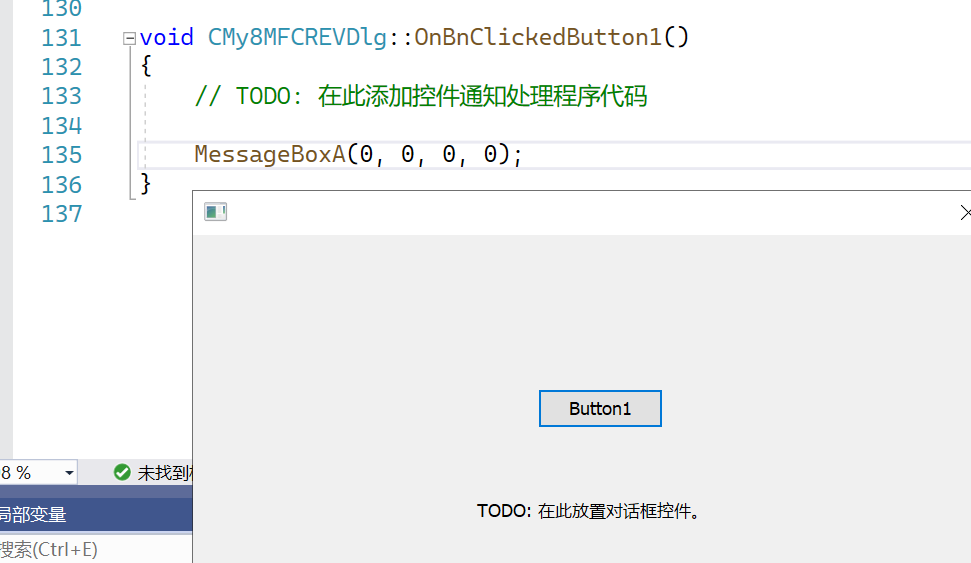 130
131 void CMy8MFCREVDlg::OnBnClickedButton1()
132 {
133 // TODO: 在此添加控件通知处理程序代码
134
135 MessageBoxA(0, 0, 0, 0);
136 }
137
Button1
8 % 未找到
TODO: 在此放置对话框控件。
局部变量
搜索(Ctrl+E)